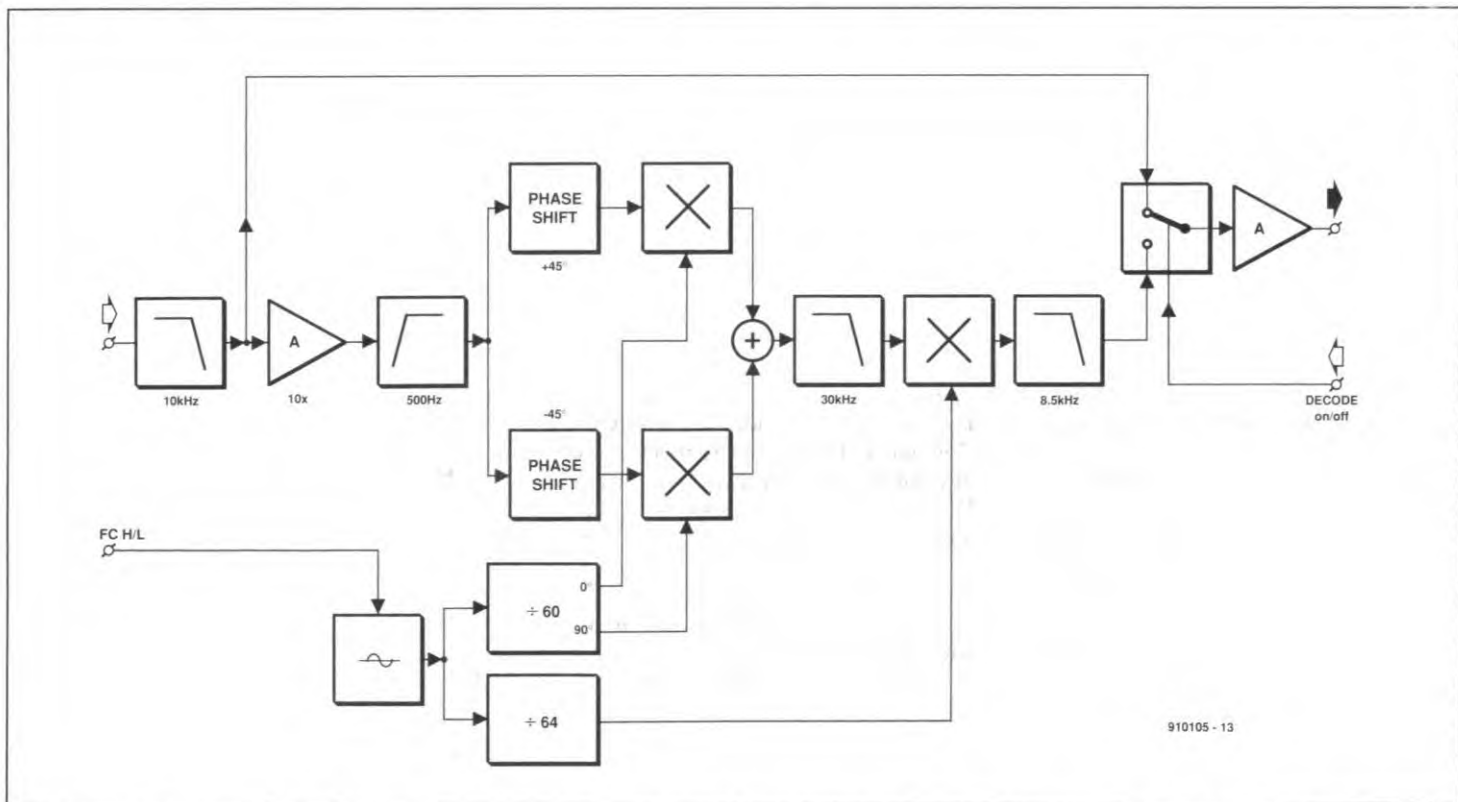 PHASE
SHIFT
+45°
A
10kHz
10x
500Hz
-45°
PHASE
SHIFT
+
30kHz
8.5kHz
A
DECODE
on/off
FC H/L
÷ 60
0°
90°
÷ 64
910105 - 13